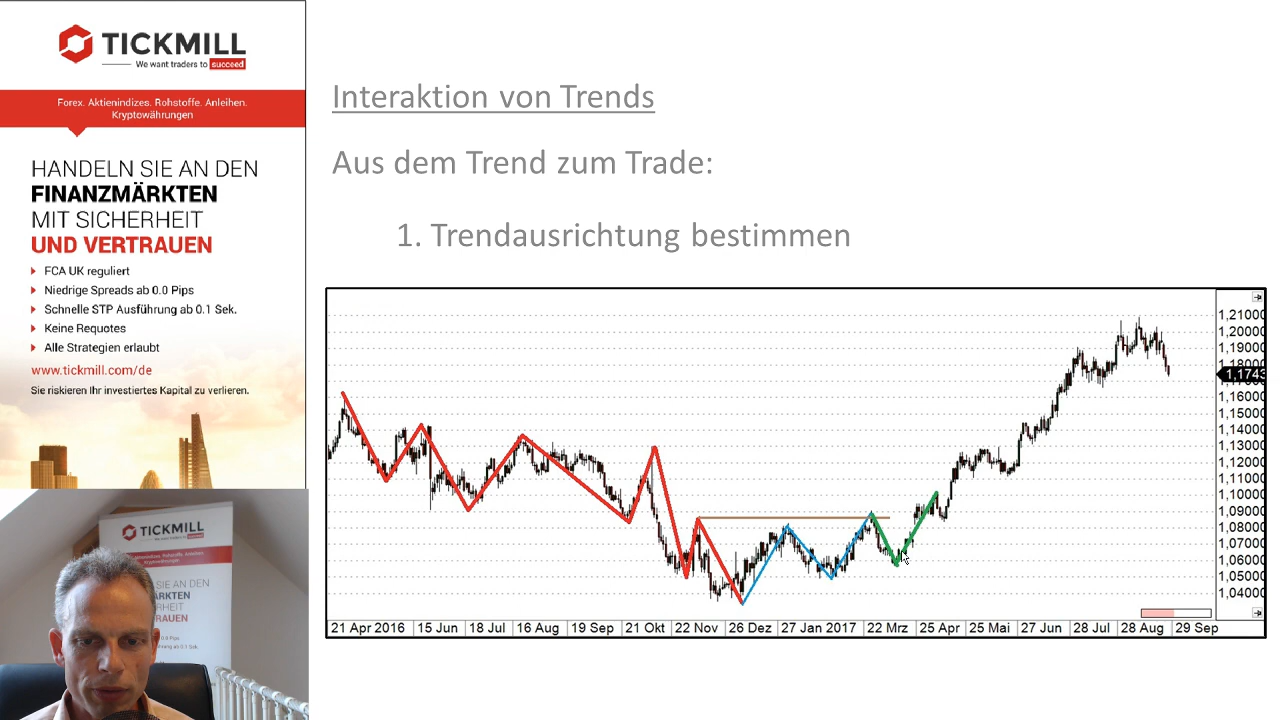 TICKMILL
We want traders to succeed
Forex. Aktienindizes. Rohstoffe. Anleihen.
Kryptowährungen
HANDELN SIE AN DEN
FINANZMÄRKTEN
MIT SICHERHEIT
UND VERTRAUEN
FCA UK reguliert
Niedrige Spreads ab 0.0 Pips
Schnelle STP Ausführung ab 0.1 Sek.
Keine Requotes
Alle Strategien erlaubt
www.tickmill.com/de
Sie riskieren Ihr investiertes Kapital zu verlieren.
Interaktion von Trends
Aus dem Trend zum Trade:
1. Trendausrichtung bestimmen
1,21000
1,20000
1,19000
1,1743
1,16000
1,15000
1,14000
1,13000
1,12000
1,11000
1,10000
1,09000
1,08000
1,07000
1,06000
1,05000
1,04000
21 Apr 2016 15 Jun 18 Jul 16 Aug 19 Sep 21 Okt 22 Nov 26 Dez 27 Jan 2017 22 Mrz 25 Apr 25 Mai 27 Jun 28 Jul 28 Aug 29 Sep
TICKMILL